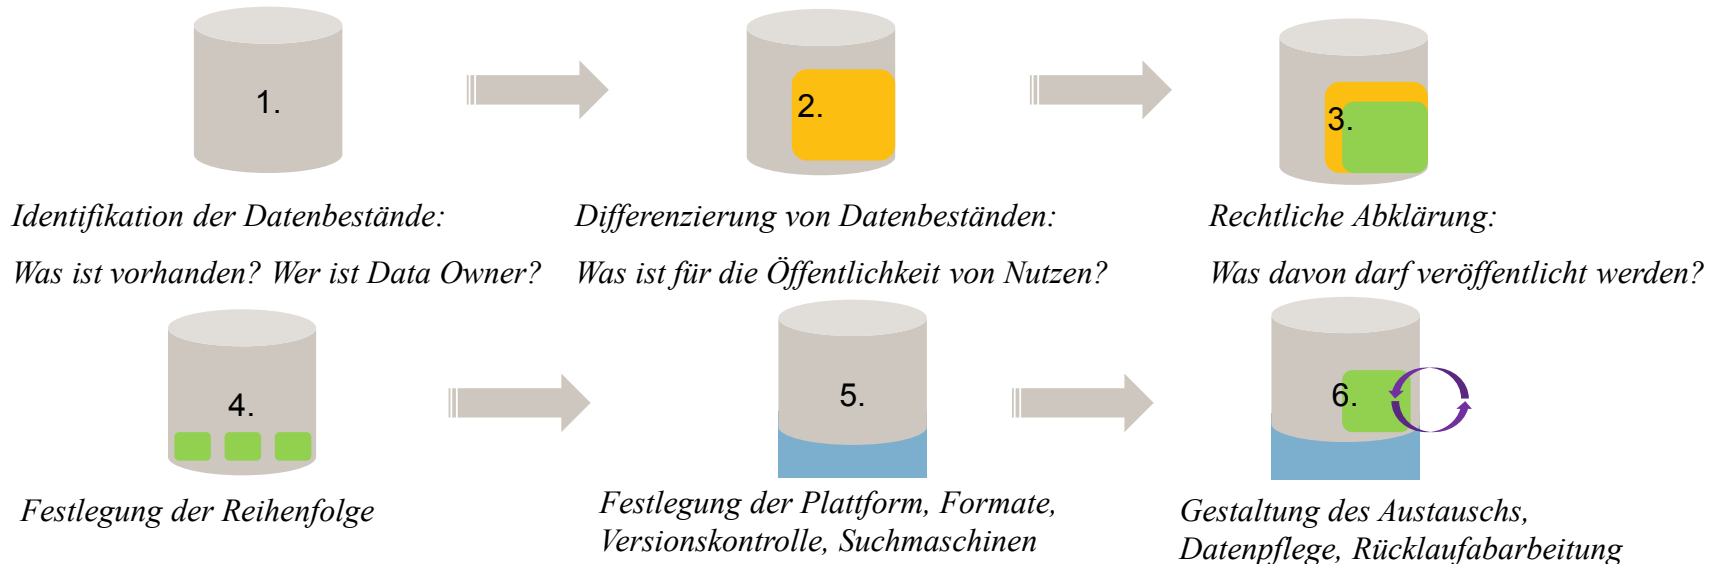 1.
2.
3.
Identifikation der Datenbestände:
Was ist vorhanden? Wer ist Data Owner?
Differenzierung von Datenbeständen:
Was ist für die Öffentlichkeit von Nutzen?
Rechtliche Abklärung:
Was davon darf veröffentlicht werden?
4.
5.
6.
Festlegung der Reihenfolge
Festlegung der Plattform, Formate,
Versionskontrolle, Suchmaschinen
Gestaltung des Austauschs,
Datenpflege, Rücklaufabarbeitung